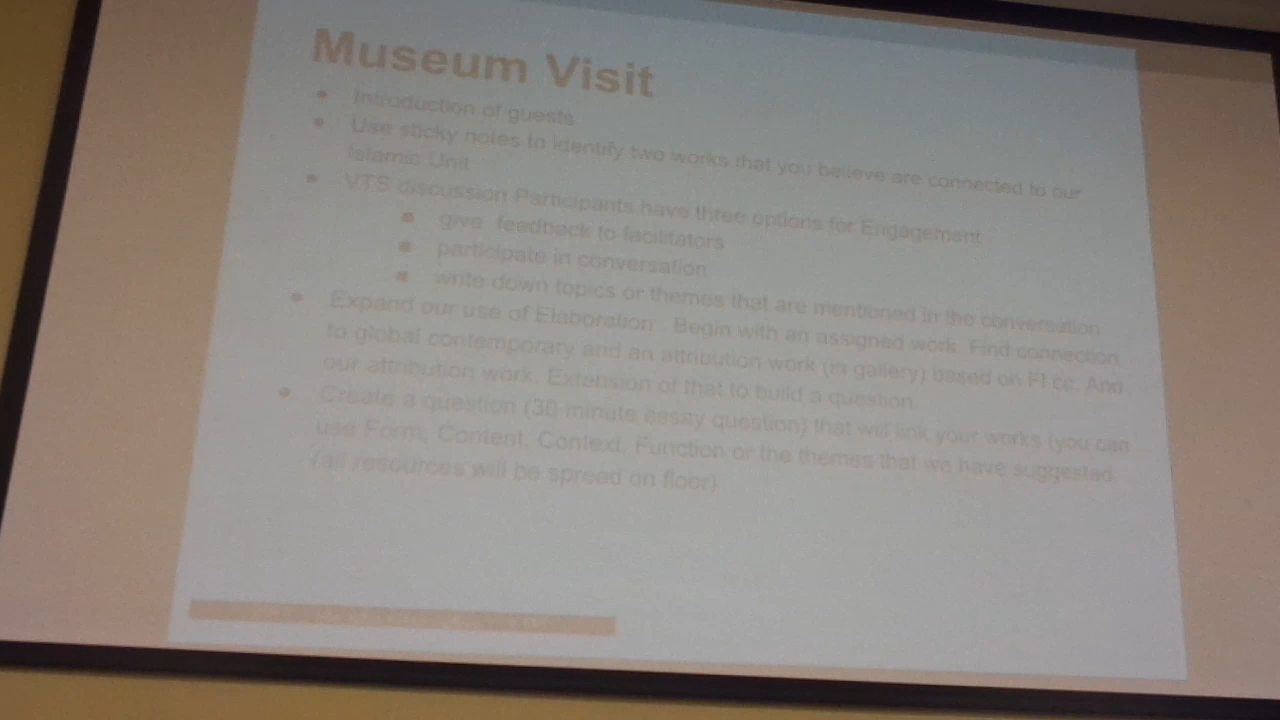 Museum Visit
Introduction of guests
Use sticky notes to identify two works that you believe are connected to our
Islamic Unit
VTS discussion Participants have three options for Engagement
give feedback to facilitators
participate in conversation
write down topics or themes that are mentioned in the conversation
Expand our use of Elaboration. Begin with an assigned work. Find connection
to global contemporary and an attribution work (in gallery) based on And
our attribution work. Extension of that to build a question.
Create a question (30 minute essay question) that will link your works (you can
use Form, Content, Context, Function or the themes that we have suggested
(all resources will be spread on floor)